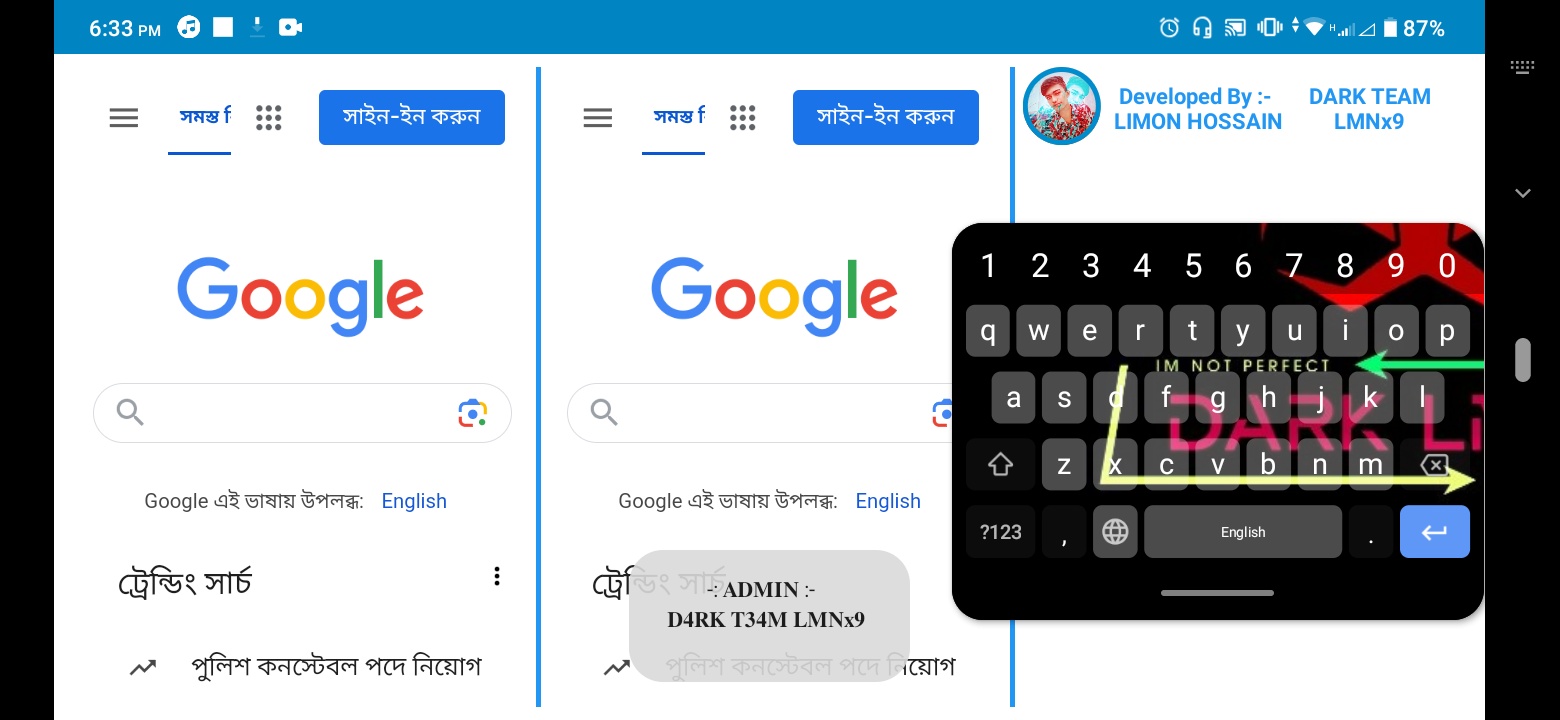 6:33 PM
H
87%
সমস্ত
সাইন-ইন করুন
সমস্ত
সাইন-ইন করুন
Developed By :-
LIMON HOSSAIN
DARK TEAM
LMNx9
Google
Google
Google এই ভাষায় উপলব্ধ: English
Google এই ভাষায় উপলব্ধ: English
ট্রেন্ডিং সার্চ
ট্রেন্ডিং সার্চ
-: ADMIN :-
D4RK T34M LMNx9
পুলিশ কনস্টেবল পদে নিয়োগ
পুলিশ কনস্টেবল পদে নিয়োগ
1 2 3 4 5 6 7 8 9 0
q w e r t y u i o p
IM NOT PERFECT
a s d f g h j k l
DARK
z x c v b n m
?123 , English .